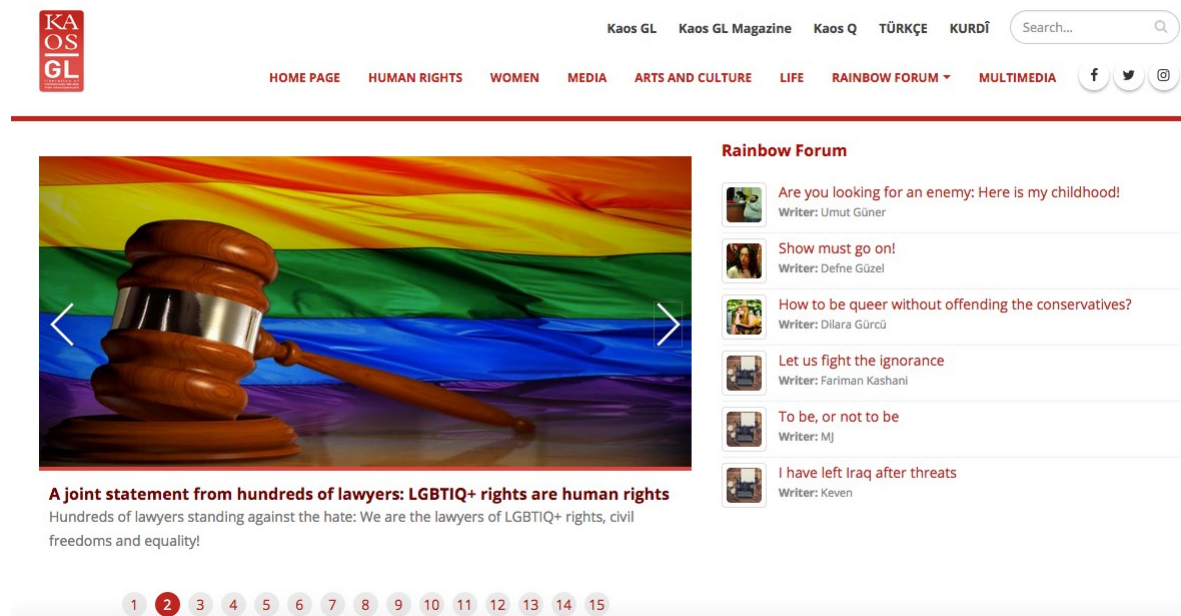 KA
OS
GL
Kaos GL Kaos GL Magazine Kaos Q TÜRKÇE KURDÎ Search...
HOME PAGE HUMAN RIGHTS WOMEN MEDIA ARTS AND CULTURE LIFE RAINBOW FORUM MULTIMEDIA
A joint statement from hundreds of lawyers: LGBTIQ+ rights are human rights
Hundreds of lawyers standing against the hate: We are the lawyers of LGBTIQ+ rights, civil
freedoms and equality!
1 2 3 4 5 6 7 8 9 10 11 12 13 14 15
Rainbow Forum
Are you looking for an enemy: Here is my childhood!
Writer: Umut Güner
Show must go on!
Writer: Defne Güzel
How to be queer without offending the conservatives?
Writer: Dilara Gürcü
Let us fight the ignorance
Writer: Fariman Kashani
To be, or not to be
Writer: MJ
I have left Iraq after threats
Writer: Keven